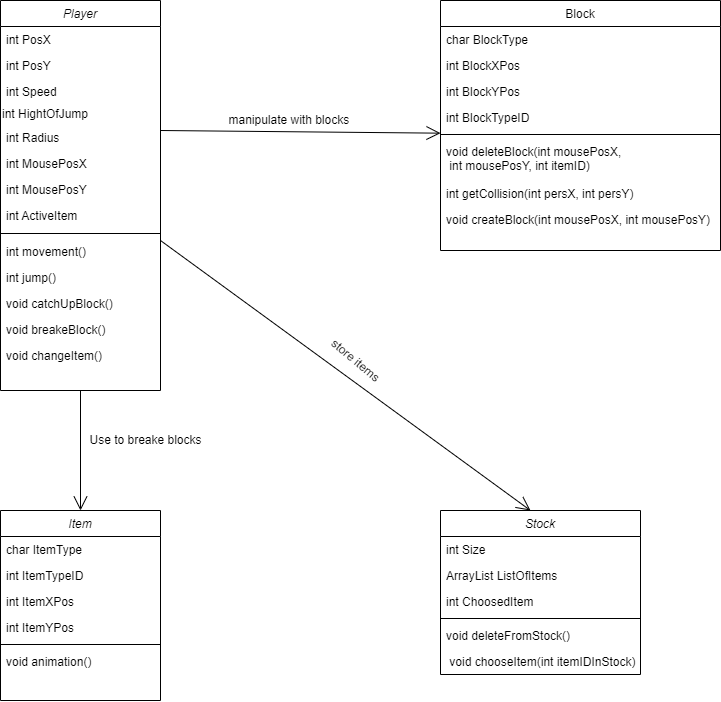 Player
int PosX
int PosY
int Speed
int HightOfJump
int Radius
int MousePosX
int MousePosY
int ActiveItem
int movement()
int jump()
void catchUpBlock()
void breakeBlock()
void changeItem()
manipulate with blocks
Block
char BlockType
int BlockXPos
int BlockYPos
int BlockTypeID
void deleteBlock(int mousePosX,
int mousePosY, int itemID)
int getCollision(int persX, int persY)
void createBlock(int mousePosX, int mousePosY)
store items
Use to breake blocks
Item
char ItemType
int ItemTypeID
int ItemXPos
int ItemYPos
void animation()
Stock
int Size
ArrayList ListOfItems
int ChoosedItem
void deleteFromStock()
void chooseItem(int itemIDInStock)